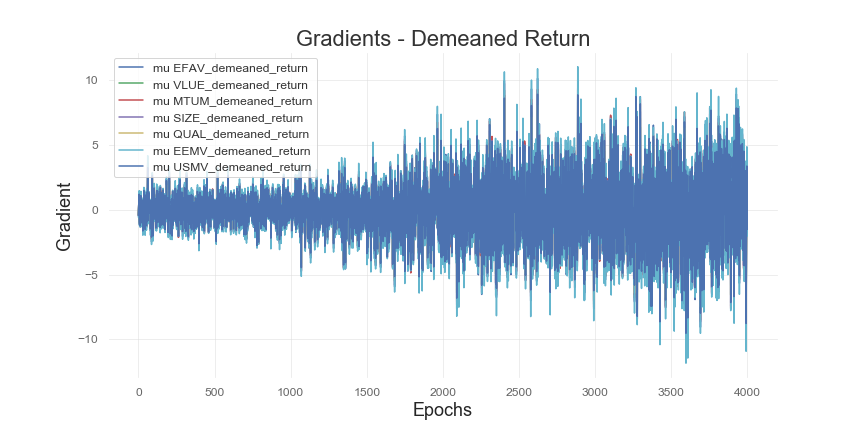 Gradients - Demeaned Return
mu EFAV_demeaned_return
mu VLUE_demeaned_return
mu MTUM_demeaned_return
mu SIZE_demeaned_return
mu QUAL_demeaned_return
mu EEMV_demeaned_return
mu USMV_demeaned_return
10
5
0
−5
−10
Gradient
0 500 1000 1500 2000 2500 3000 3500 4000
Epochs